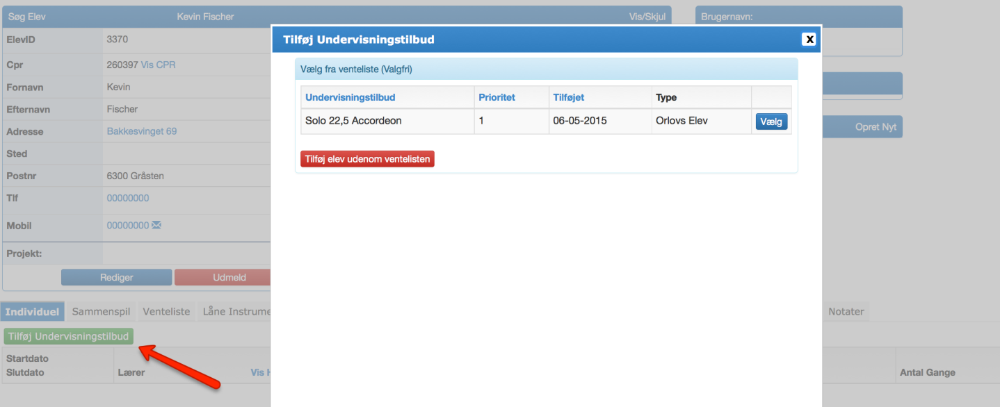 Søg Elev Kevin Fischer Vis/Skjul
Brugernavn:
ElevID 3370
Cpr 260397 Vis CPR
Fornavn Kevin
Efternavn Fischer
Adresse Bakkesvinget 69
Sted
Postnr 6300 Gråsten
Tlf 00000000
Mobil 00000000
Projekt:
Rediger Udmeld
Opret Nyt
Tilføj Undervisningstilbud X
Vælg fra venteliste (Valgfri)
Undervisningstilbud Prioritet Tilføjet Type
Solo 22,5 Accordeon 1 06-05-2015 Orlovs Elev Vælg
Tilføj elev udenom ventelisten
Individuel Sammenspil Venteliste Låne Instrume Notater
Tilføj Undervisningstilbud
Startdato
Slutdato Lærer Vis H Antal Gange